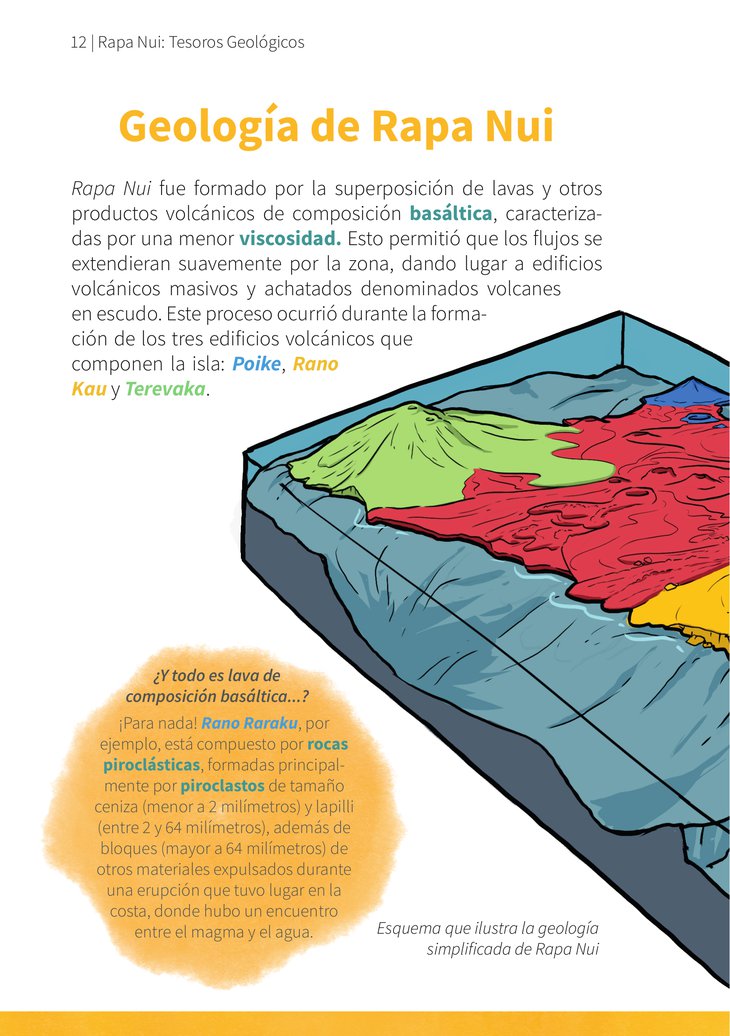 12 | Rapa Nui: Tesoros Geológicos
Geología de Rapa Nui
Rapa Nui fue formado por la superposición de lavas y otros
productos volcánicos de composición basáltica, caracteriza-
das por una menor viscosidad. Esto permitió que los flujos se
extendieran suavemente por la zona, dando lugar a edificios
volcánicos masivos y achatados denominados volcanes
en escudo. Este proceso ocurrió durante la forma-
ción de los tres edificios volcánicos que
componen la isla: Poike, Rano
Kau y Terevaka.
¿Y todo es lava de
composición basáltica...?
¡Para nada! Rano Raraku, por
ejemplo, está compuesto por rocas
piroclásticas, formadas principal-
mente por piroclastos de tamaño
ceniza (menor a 2 milímetros) y lapilli
(entre 2 y 64 milímetros), además de
bloques (mayor a 64 milímetros) de
otros materiales expulsados durante
una erupción que tuvo lugar en la
costa, donde hubo un encuentro
entre el magma y el agua.
Esquema que ilustra la geología
simplificada de Rapa Nui